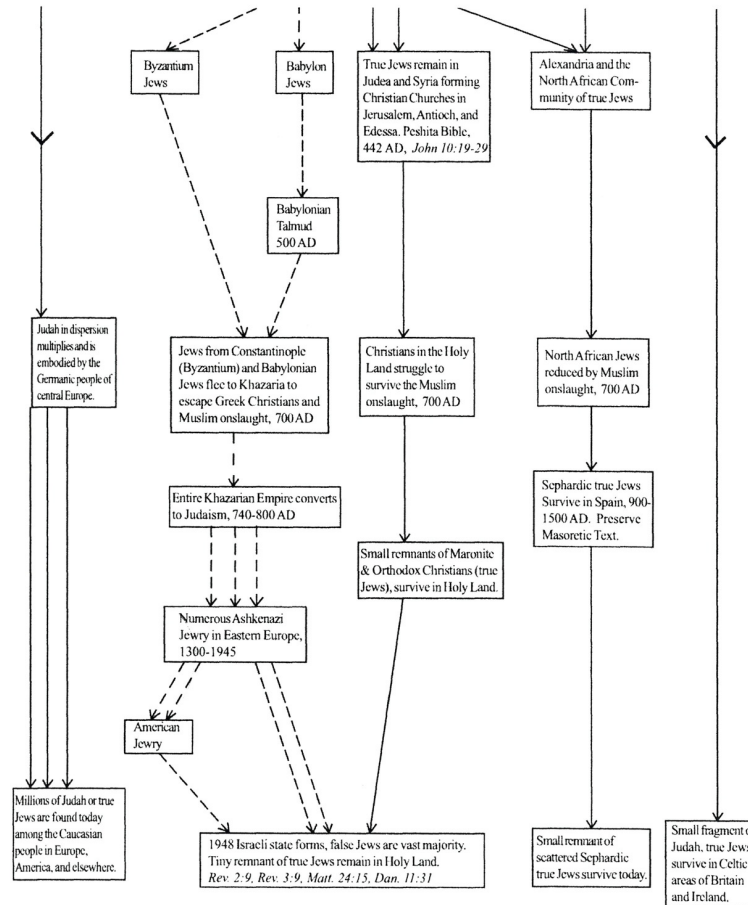 Byzantium
Jews
Babylon
Jews
True Jews remain in
Judea and Syria forming
Christian Churches in
Jerusalem, Antioch, and
Edessa. Peshita Bible,
442 AD, John 10:19-29
Alexandria and the
North African Com-
munity of true Jews
Babylonian
Talmud
500 AD
Judah in dispersion
multiplies and is
embodied by the
Germanic people of
central Europe.
Jews from Constantinople
(Byzantium) and Babylonian
Jews flee to Khazaria to
escape Greek Christians and
Muslim onslaught, 700 AD
Christians in the Holy
Land struggle to
survive the Muslim
onslaught, 700 AD
North African Jews
reduced by Muslim
onslaught, 700 AD
Entire Khazarian Empire converts
to Judaism, 740-800 AD
Sephardic true Jews
Survive in Spain, 900-
1500 AD. Preserve
Masoretic Text.
Small remnants of Maronite
& Orthodox Christians (true
Jews), survive in Holy Land.
Numerous Ashkenazi
Jewry in Eastern Europe,
1300-1945
American
Jewry
Millions of Judah or true
Jews are found today
among the Caucasian
people in Europe,
America, and elsewhere.
1948 Israeli state forms, false Jews are vast majority.
Tiny remnant of true Jews remain in Holy Land.
Rev. 2:9, Rev. 3:9, Matt. 24:15, Dan. 11:31
Small remnant of
scattered Sephardic
true Jews survive today.
Small fragment o
Judah, true Jews
survive in Celtic
areas of Britain
and Ireland.